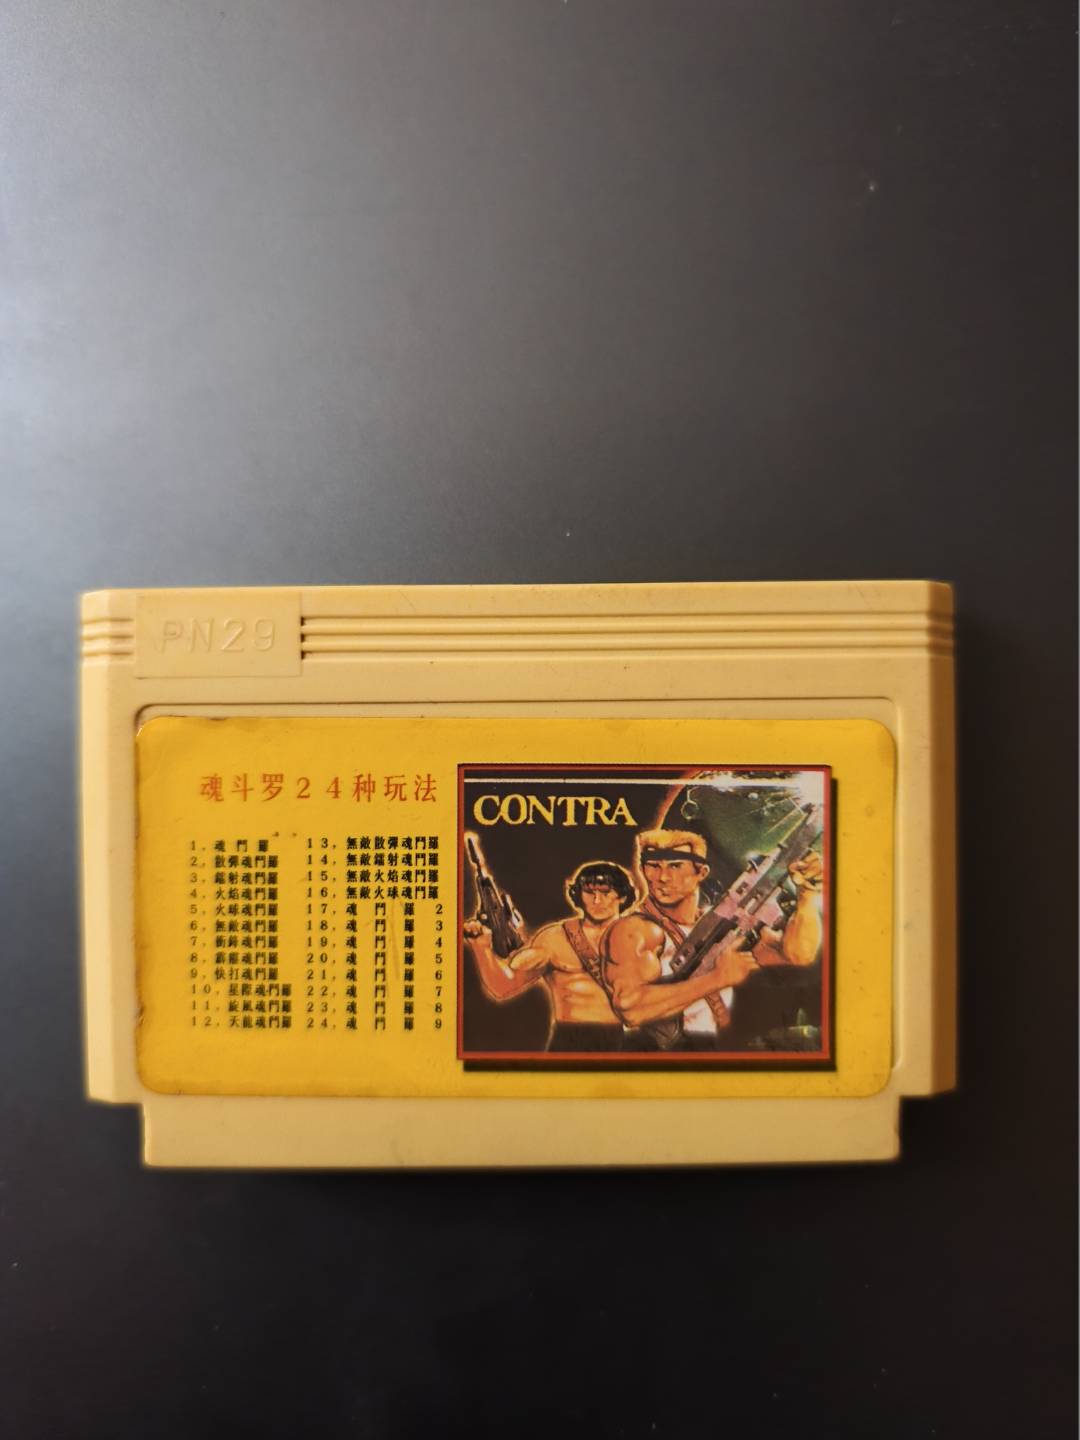 PN29
魂斗罗24种玩法
CONTRA
1，魂鬥羅
2，散彈魂鬥羅
3，鐳射魂鬥羅
4，火焰魂鬥羅
5，火球魂鬥羅
6，無敵魂鬥羅
7，衝鋒魂鬥羅
8，霹靂魂鬥羅
9，快打魂鬥羅
10，星際魂鬥羅
11，旋風魂鬥羅
12，天龍魂鬥羅
13，無敵散彈魂鬥羅
14，無敵鐳射魂鬥羅
15，無敵火焰魂鬥羅
16，無敵火球魂鬥羅
17，魂鬥羅2
18，魂鬥羅3
19，魂鬥羅4
20，魂鬥羅5
21，魂鬥羅6
22，魂鬥羅7
23，魂鬥羅8
24，魂鬥羅9